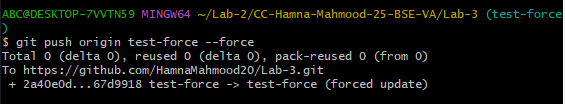 ABC@DESKTOP-7VVTN59 MINGW64 ~/Lab-2/CC-Hamna-Mahmood-25-BSE-VA/Lab-3 (test-force
)
$ git push origin test-force --force
Total 0 (delta 0), reused 0 (delta 0), pack-reused 0 (from 0)
To https://github.com/HamnaMahmood20/Lab-3.git
 + 2a40e0d...67d9918 test-force -> test-force (forced update)